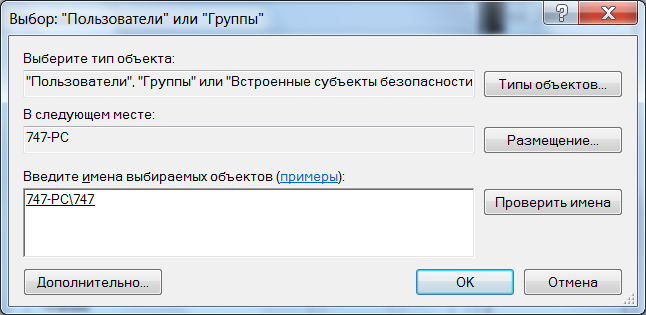 Выбор: "Пользователи" или "Группы"
Выберите тип объекта:
"Пользователи", "Группы" или "Встроенные субъекты безопасности
Типы объектов...
В следующем месте:
747-PC
Размещение...
Введите имена выбираемых объектов (примеры):
747-PC\747
Проверить имена
Дополнительно...
OK
Отмена